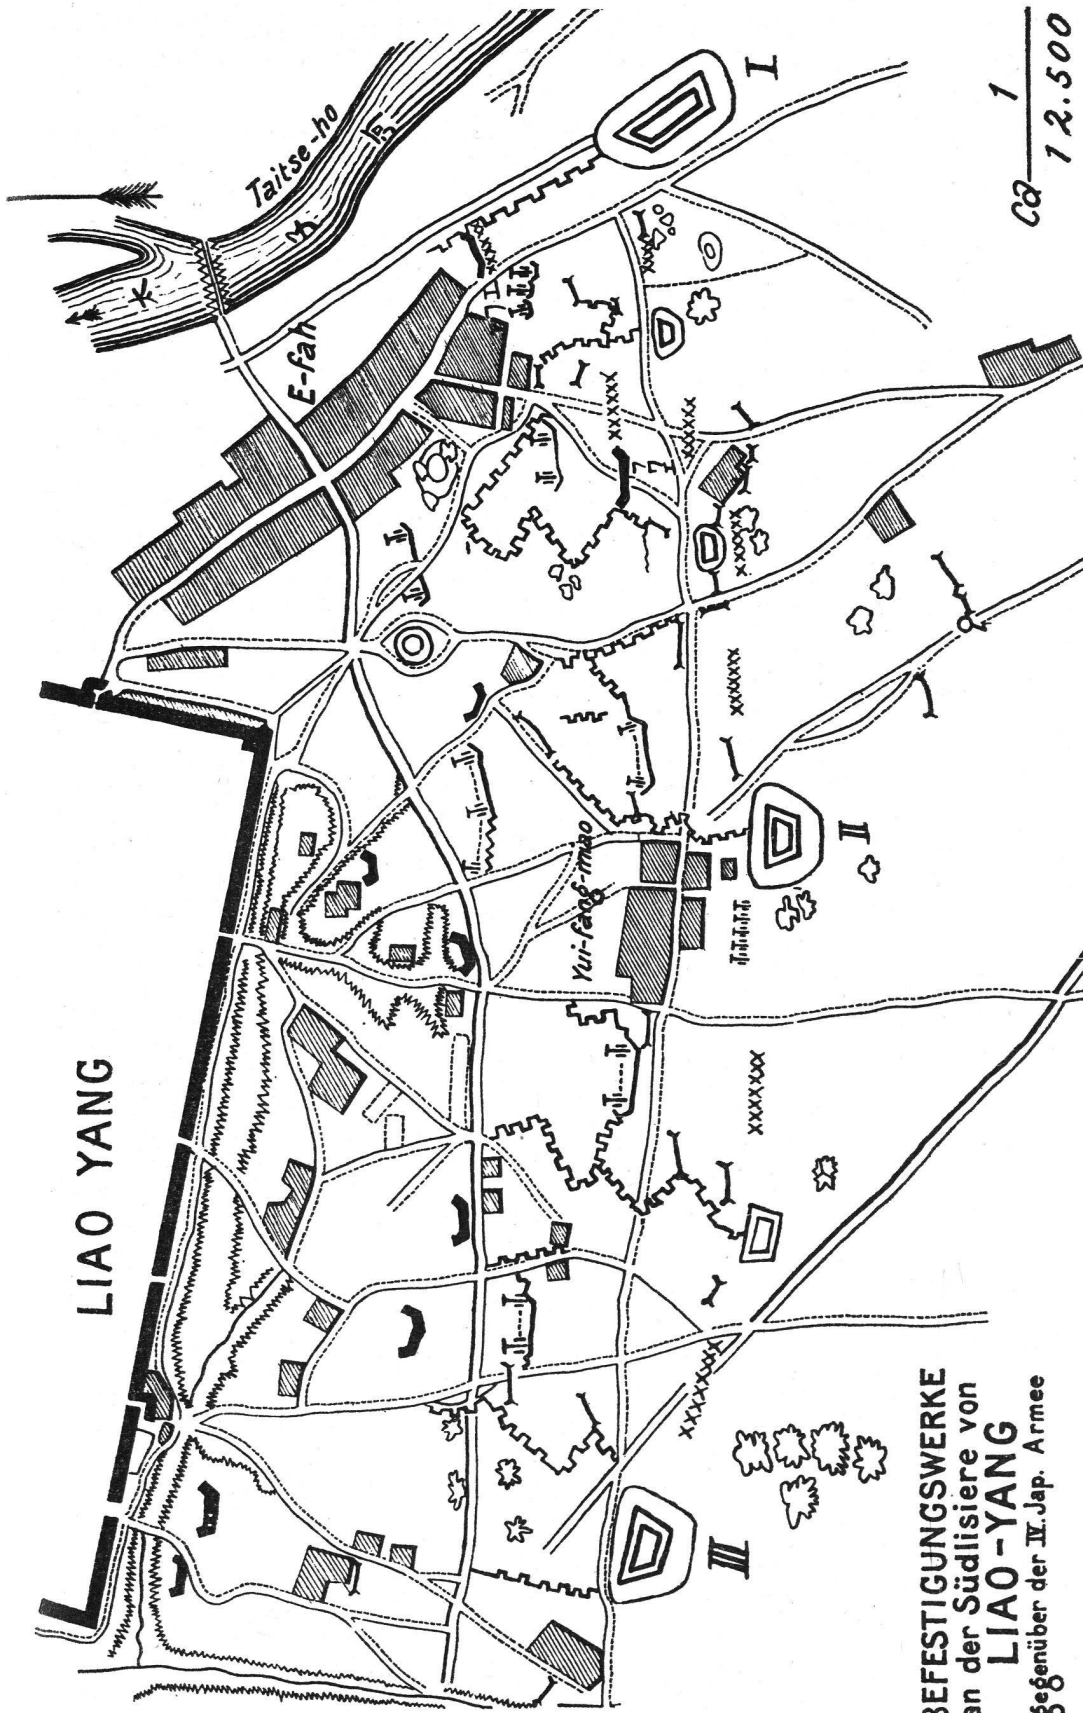 LIAO YANG
Taitse-ho
E-fah
Yui-fang-miao
I
II
III
BEFESTIGUNGSWERKE
an der Südlisiere von
LIAO-YANG
gegenüber der IV. Jap. Armee
ca 1
12.500